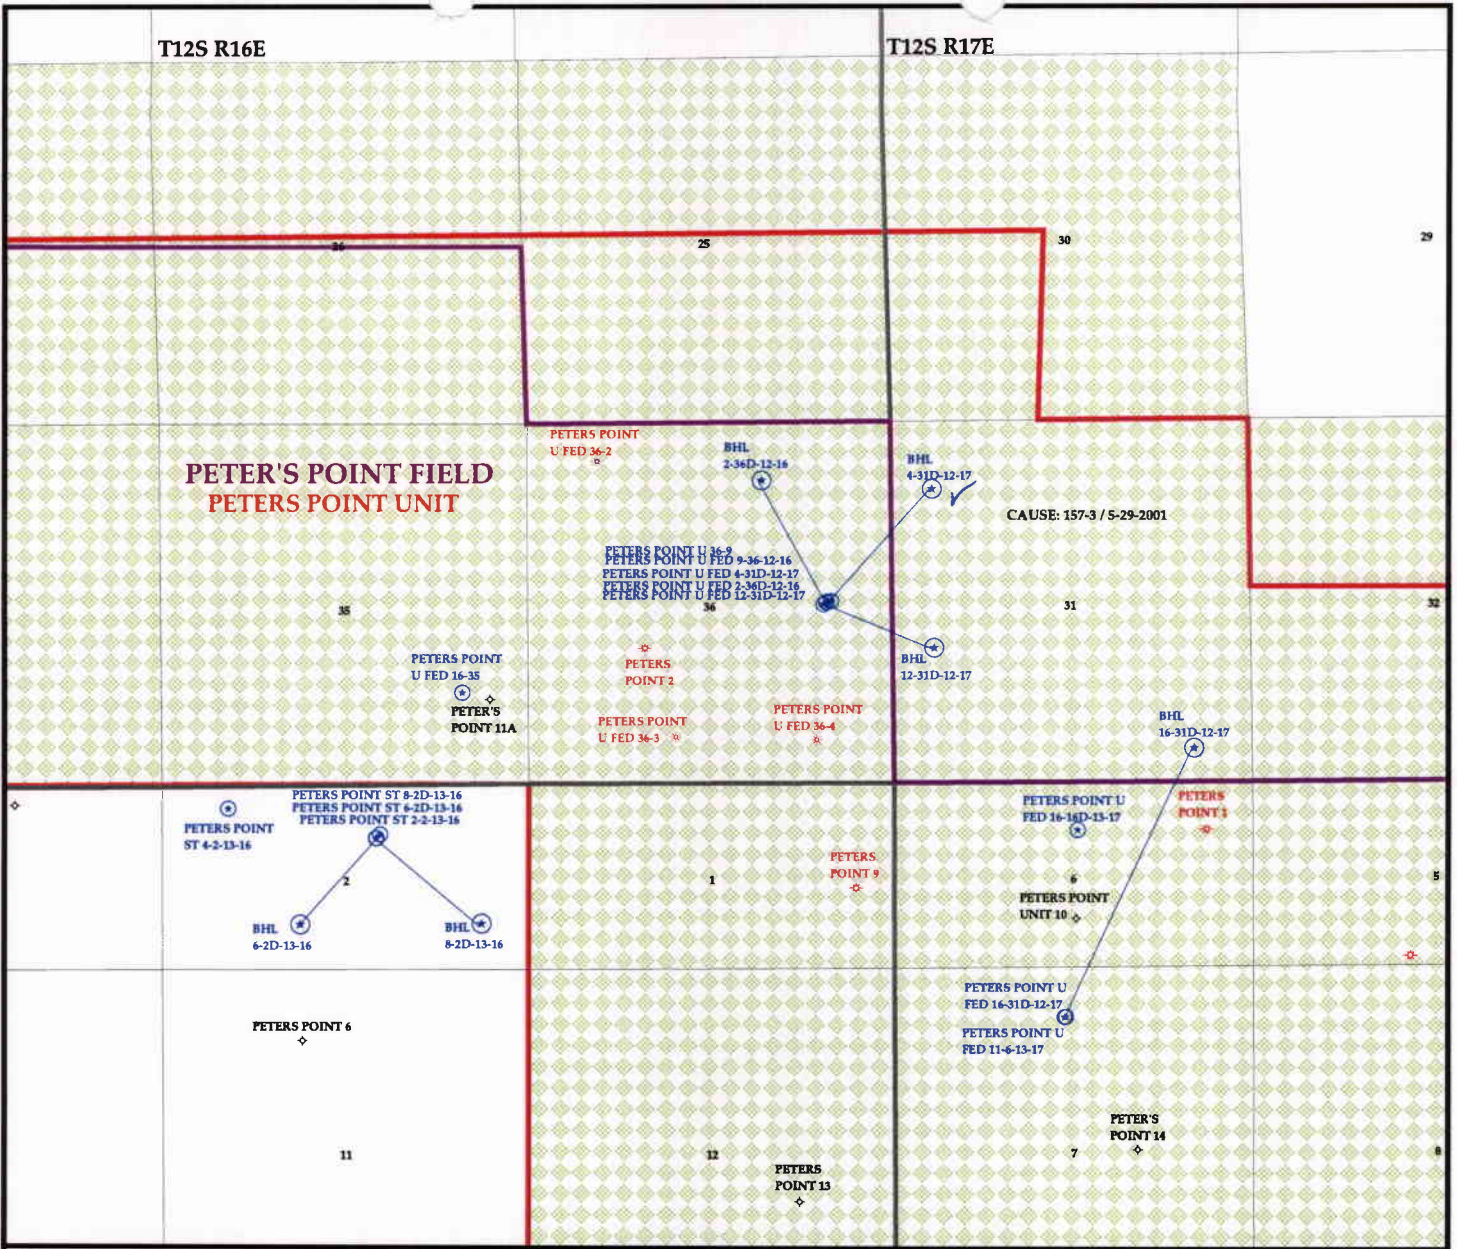 T12S R16E
T12S R17E
26
25
30
29
PETER'S POINT FIELD
PETERS POINT UNIT
PETERS POINT
U FED 36-2
BHL
2-36D-12-16
BHL
4-31D-12-17
CAUSE: 157-3 / 5-29-2001
PETERS POINT U 36-9
PETERS POINT U FED 9-36-12-16
PETERS POINT U FED 4-31D-12-17
PETERS POINT U FED 2-36D-12-16
PETERS POINT U FED 12-31D-12-17
35
36
31
32
PETERS POINT
U FED 16-35
PETER'S
POINT 11A
PETERS
POINT 2
PETERS POINT
U FED 36-3
PETERS POINT
U FED 36-4
BHL
12-31D-12-17
BHL
16-31D-12-17
PETERS POINT ST 8-2D-13-16
PETERS POINT ST 6-2D-13-16
PETERS POINT ST 2-2-13-16
PETERS POINT
ST 4-2-13-16
2
BHL
6-2D-13-16
BHL
8-2D-13-16
1
PETERS
POINT 9
PETERS POINT U
FED 16-16D-13-17
PETERS
POINT 1
6
5
PETERS POINT
UNIT 10
PETERS POINT U
FED 16-31D-12-17
PETERS POINT U
FED 11-6-13-17
PETERS POINT 6
11
12
PETERS
POINT 13
PETER'S
POINT 14
7
8